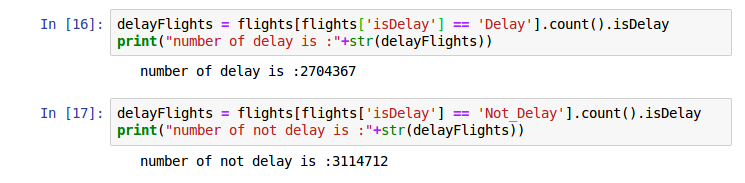 In [16]: delayFlights = flights[flights['isDelay'] == 'Delay'].count().isDelay
print("number of delay is :"+str(delayFlights))
number of delay is :2704367
In [17]: delayFlights = flights[flights['isDelay'] == 'Not_Delay'].count().isDelay
print("number of not delay is :"+str(delayFlights))
number of not delay is :3114712